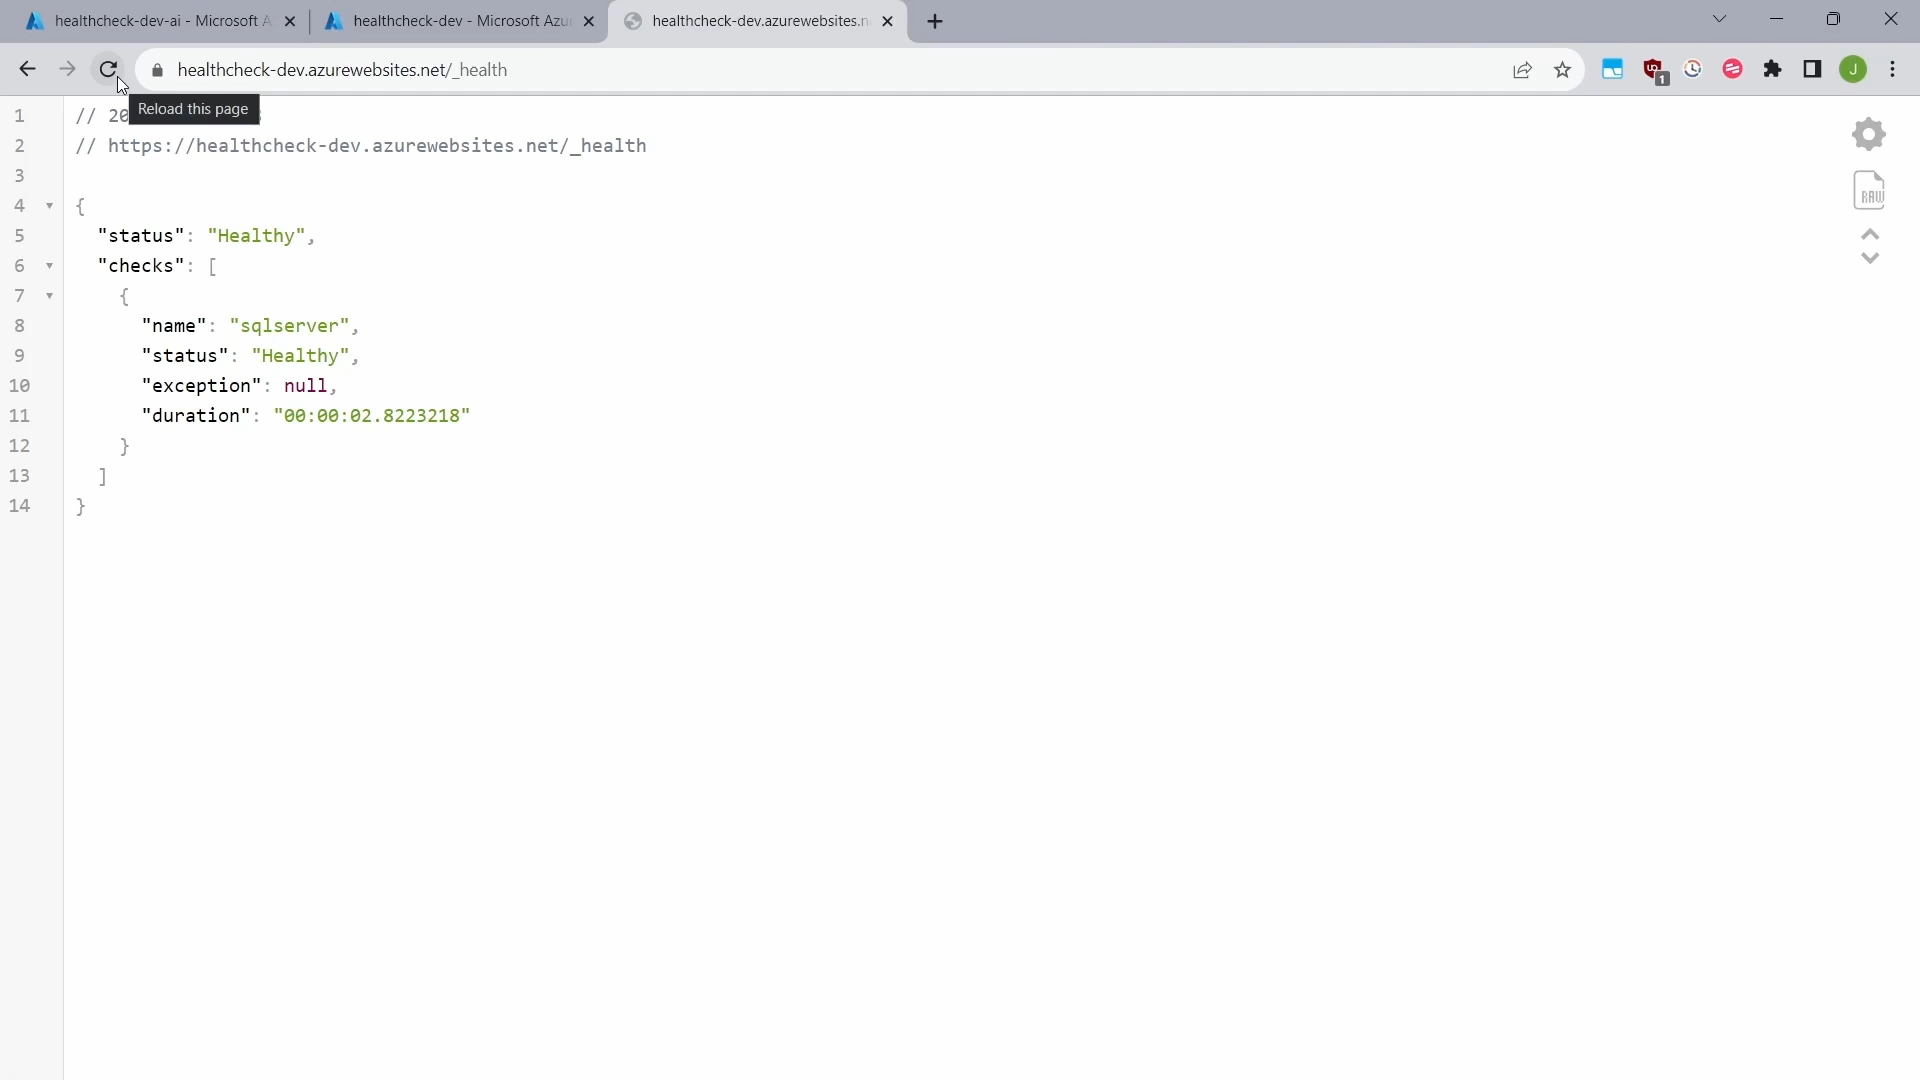 healthcheck-dev-ai - Microsoft A
healthcheck-dev - Microsoft Azu
healthcheck-dev.azurewebsites.n
healthcheck-dev.azurewebsites.net/_health
1
J
Reload this page
1 // 20
2 // https://healthcheck-dev.azurewebsites.net/_health
3
4 {
5 "status": "Healthy",
6 "checks": [
7 {
8 "name": "sqlserver",
9 "status": "Healthy",
10 "exception": null,
11 "duration": "00:00:02.8223218"
12 }
13 ]
14 }
RAW